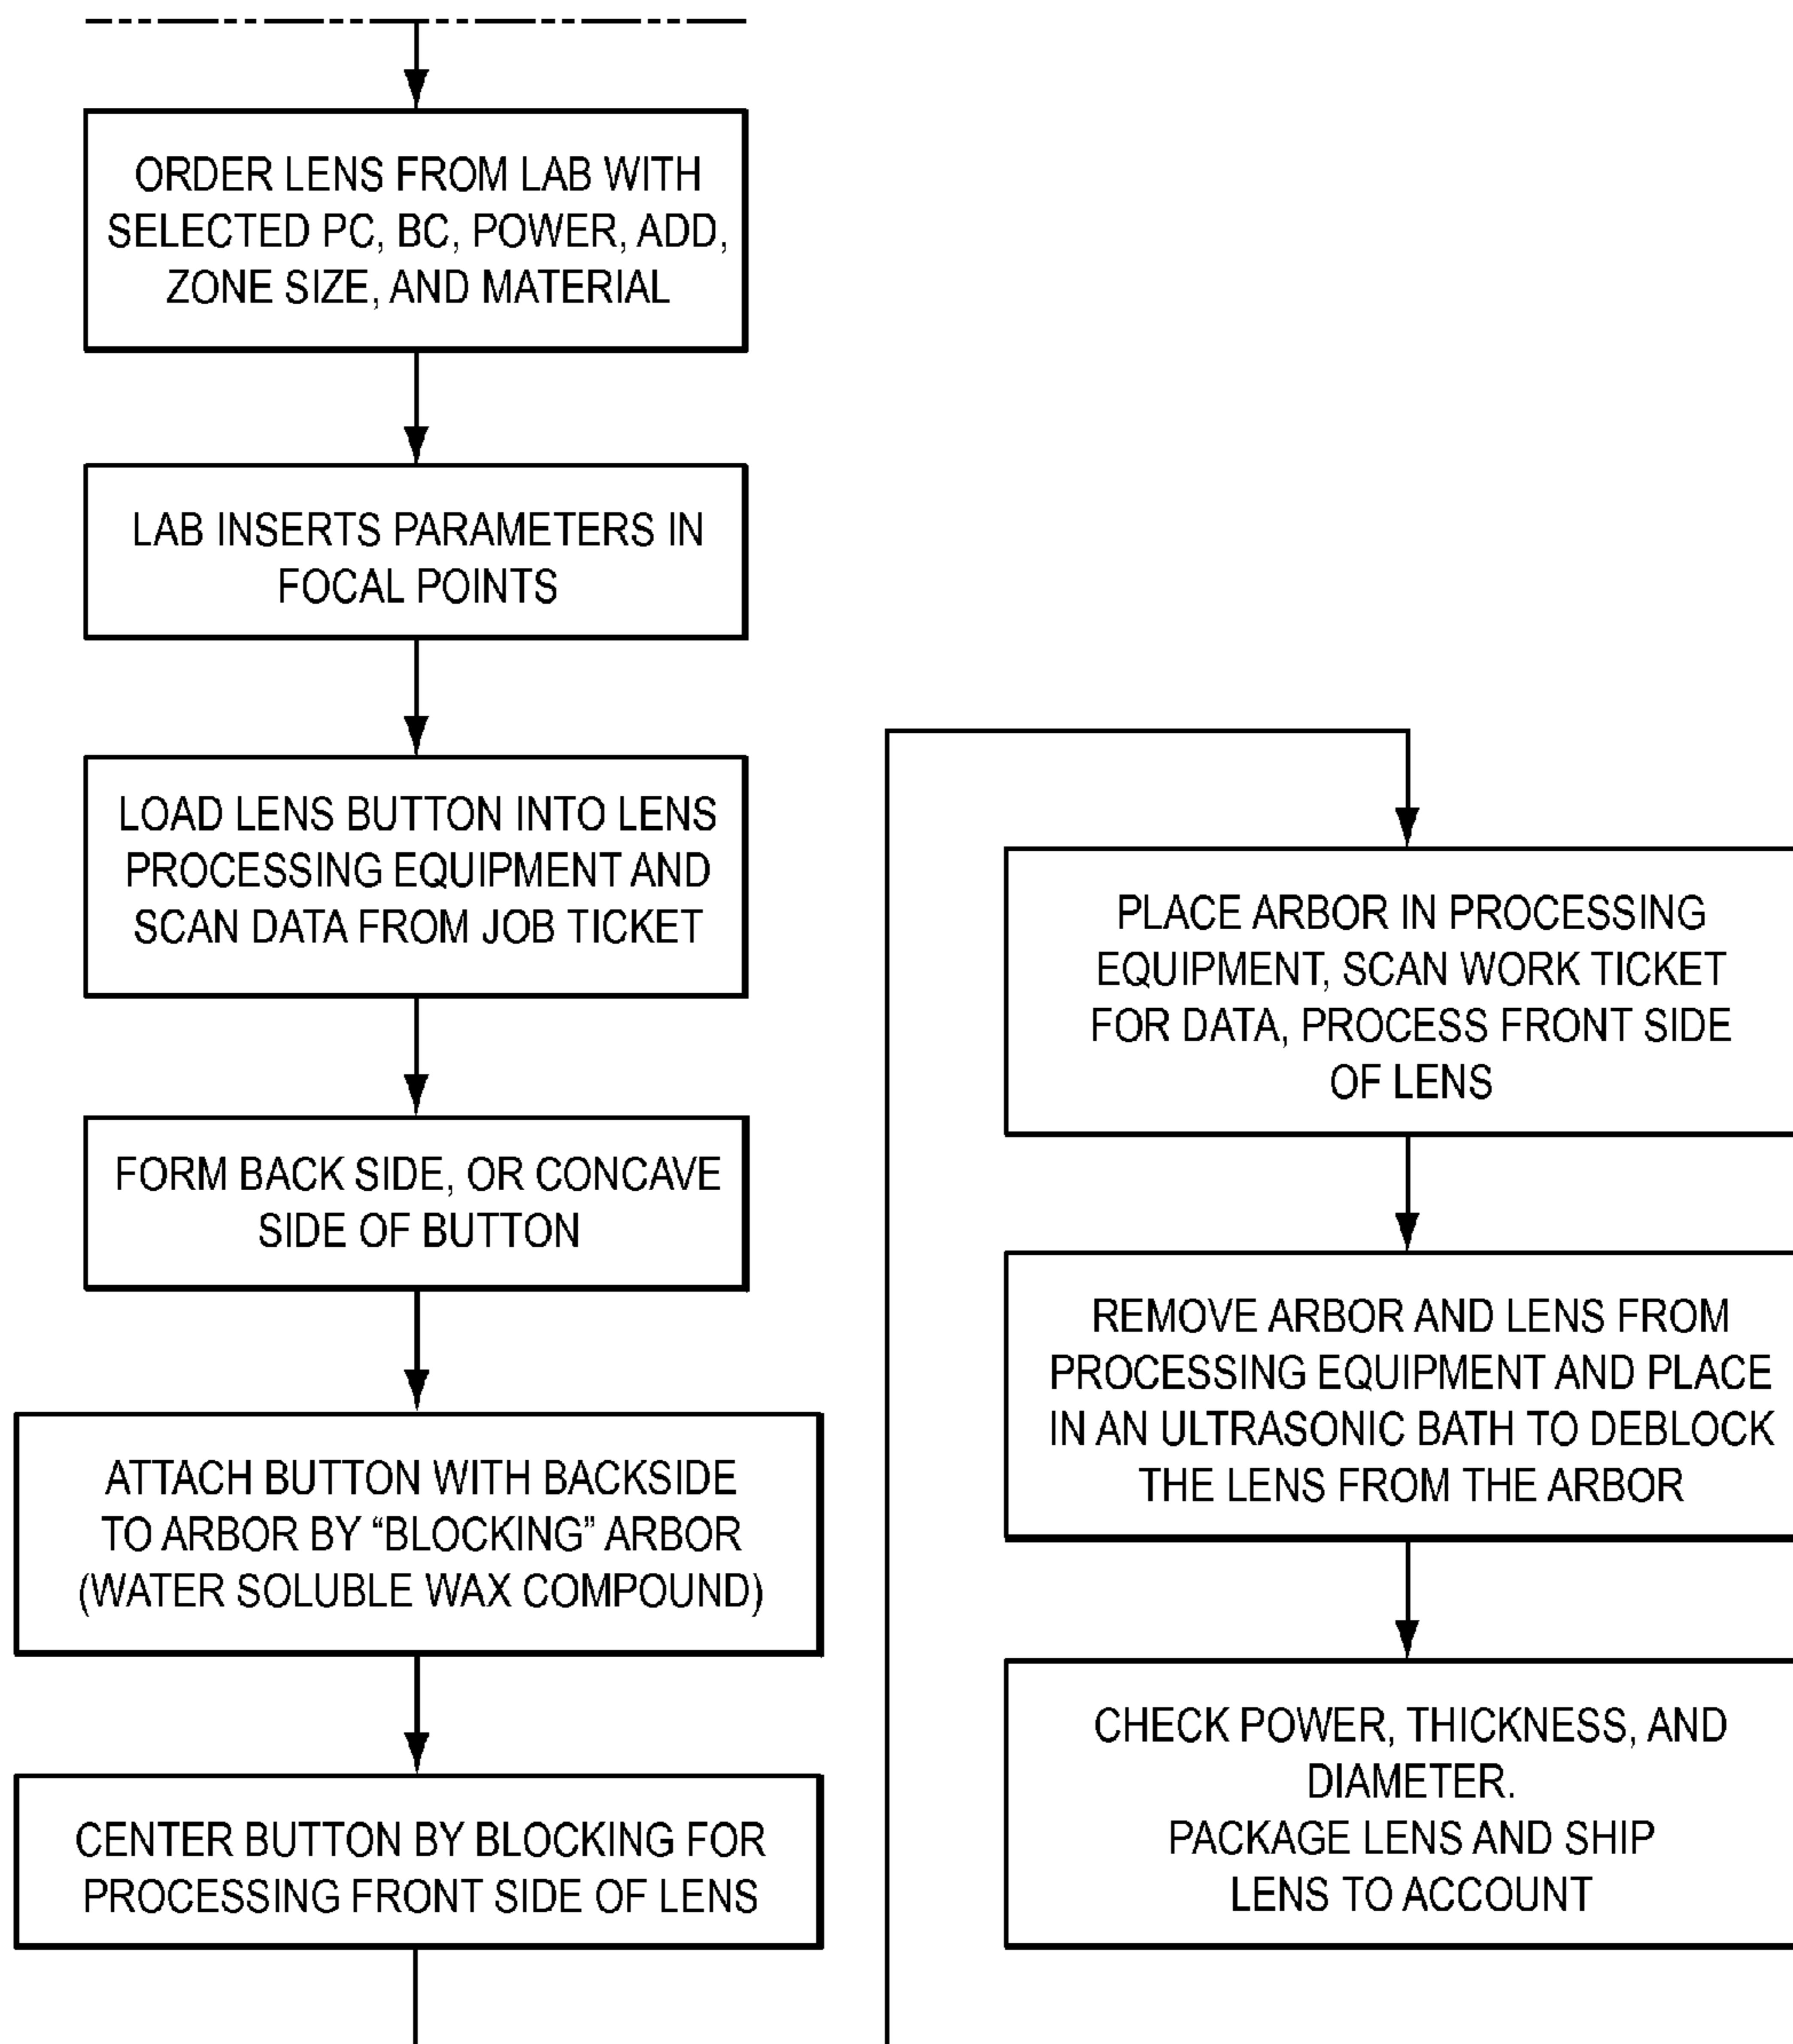 ORDER LENS FROM LAB WITH
SELECTED PC, BC, POWER, ADD,
ZONE SIZE, AND MATERIAL
LAB INSERTS PARAMETERS IN
FOCAL POINTS
LOAD LENS BUTTON INTO LENS
PROCESSING EQUIPMENT AND
SCAN DATA FROM JOB TICKET
FORM BACK SIDE, OR CONCAVE
SIDE OF BUTTON
ATTACH BUTTON WITH BACKSIDE
TO ARBOR BY “BLOCKING” ARBOR
(WATER SOLUBLE WAX COMPOUND)
CENTER BUTTON BY BLOCKING FOR
PROCESSING FRONT SIDE OF LENS
PLACE ARBOR IN PROCESSING
EQUIPMENT, SCAN WORK TICKET
FOR DATA, PROCESS FRONT SIDE
OF LENS
REMOVE ARBOR AND LENS FROM
PROCESSING EQUIPMENT AND PLACE
IN AN ULTRASONIC BATH TO DEBLOCK
THE LENS FROM THE ARBOR
CHECK POWER, THICKNESS, AND
DIAMETER.
PACKAGE LENS AND SHIP
LENS TO ACCOUNT